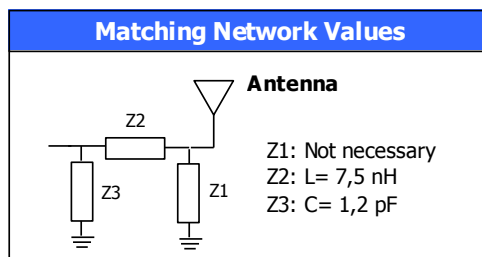 Matching Network Values
Antenna
Z2
Z1: Not necessary
Z2: L= 7,5 nH
Z3
Z1
Z3: C= 1,2 pF